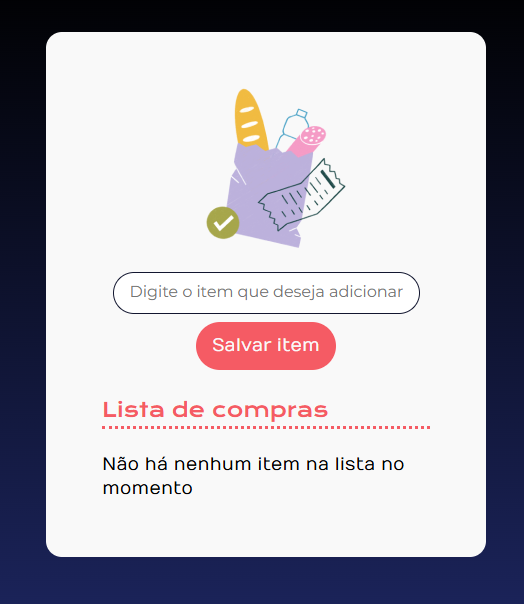 Digite o item que deseja adicionar
Salvar item
Lista de compras
Não há nenhum item na lista no
momento